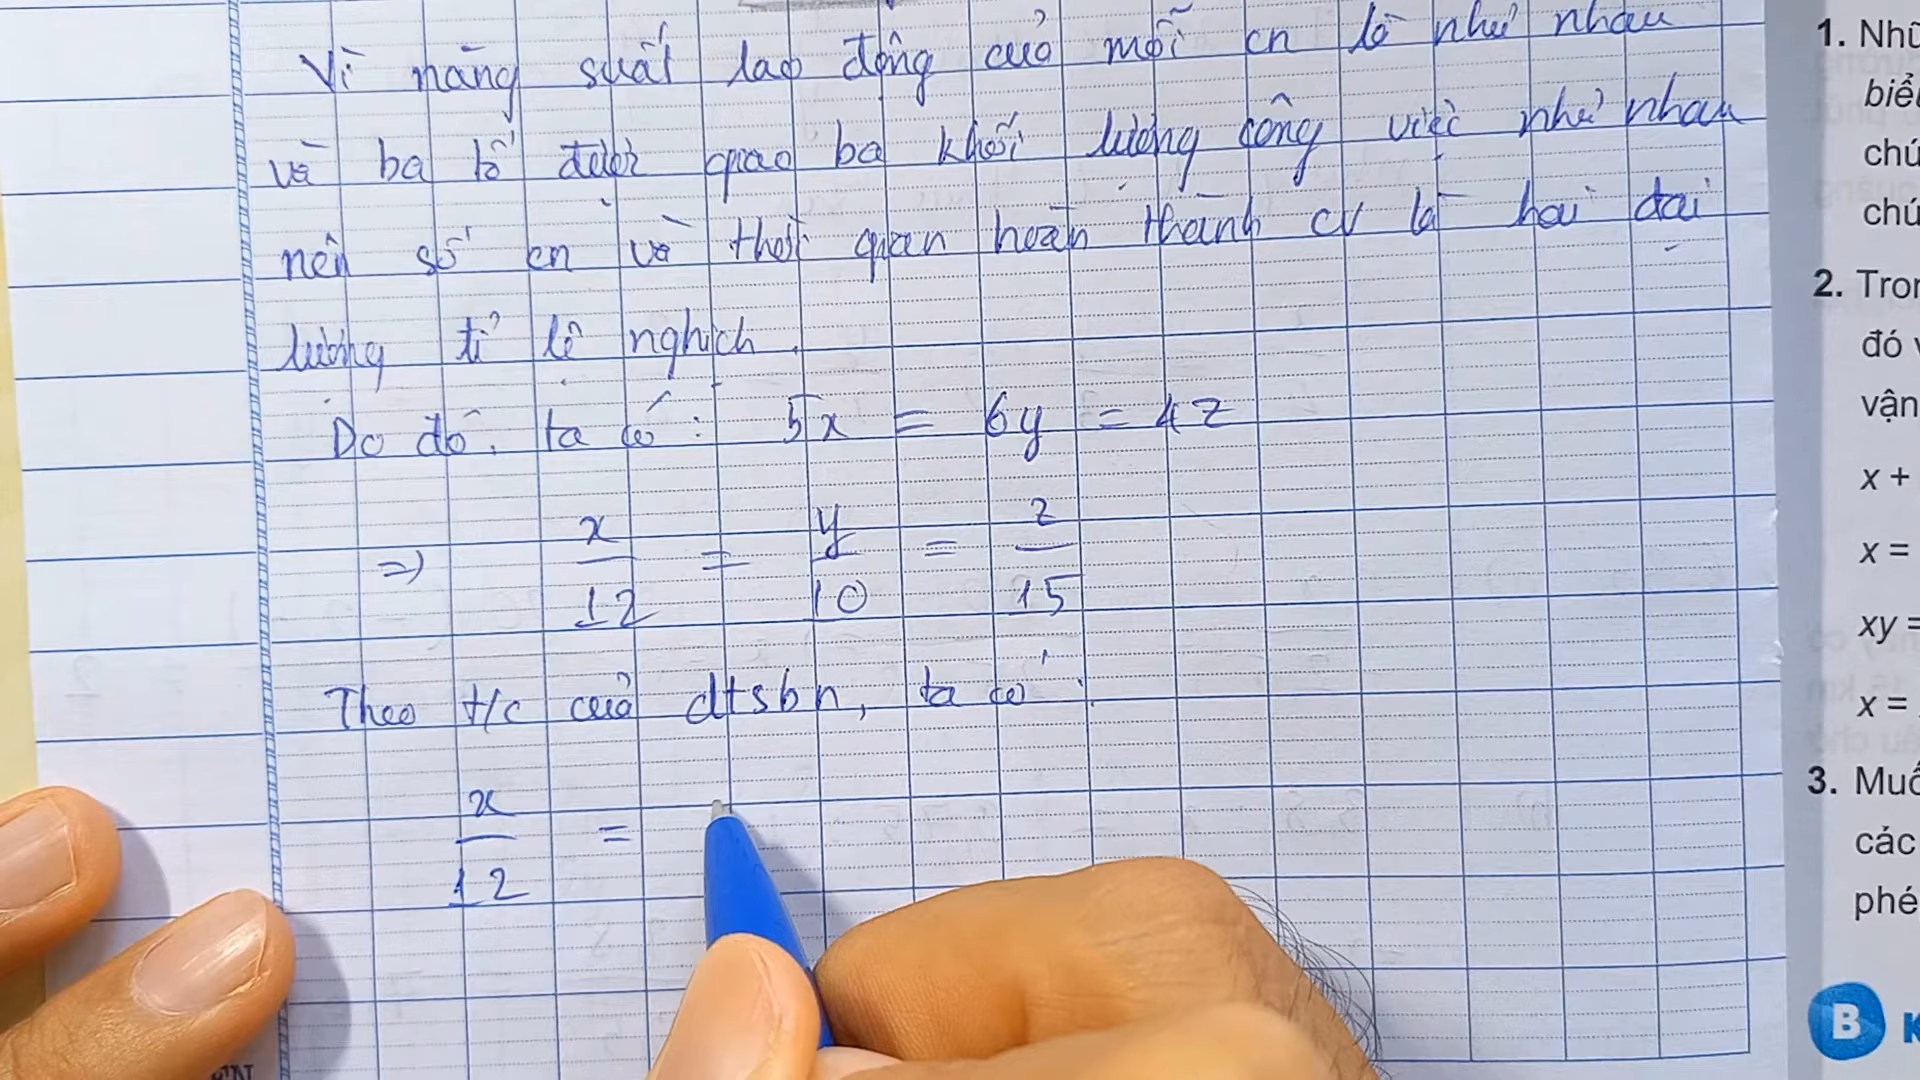 Vì năng suất lao động của mỗi cn là như nhau
và ba tổ được giao ba khối lượng công việc như nhau
nên số cn và thời gian hoàn thành cv là hai đại
lượng tỉ lệ nghịch.
Do đó, ta có: 5x = 6y = 4z
=> x/12 = y/10 = z/15
Theo t/c của dtsbn, ta có:
x/12 =
1. Nhữ
biể
chú
chú
2. Tror
đó v
vận
x +
x =
xy =
x =
3. Muố
các
phé
B K